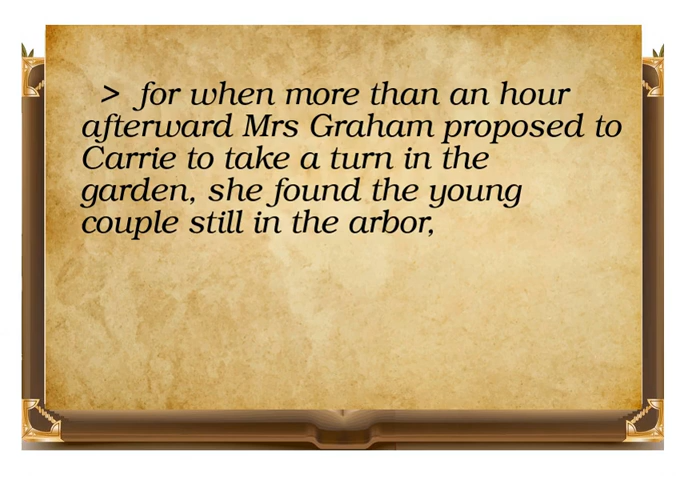 > for when more than an hour
afterward Mrs Graham proposed to
Carrie to take a turn in the
garden, she found the young
couple still in the arbor,